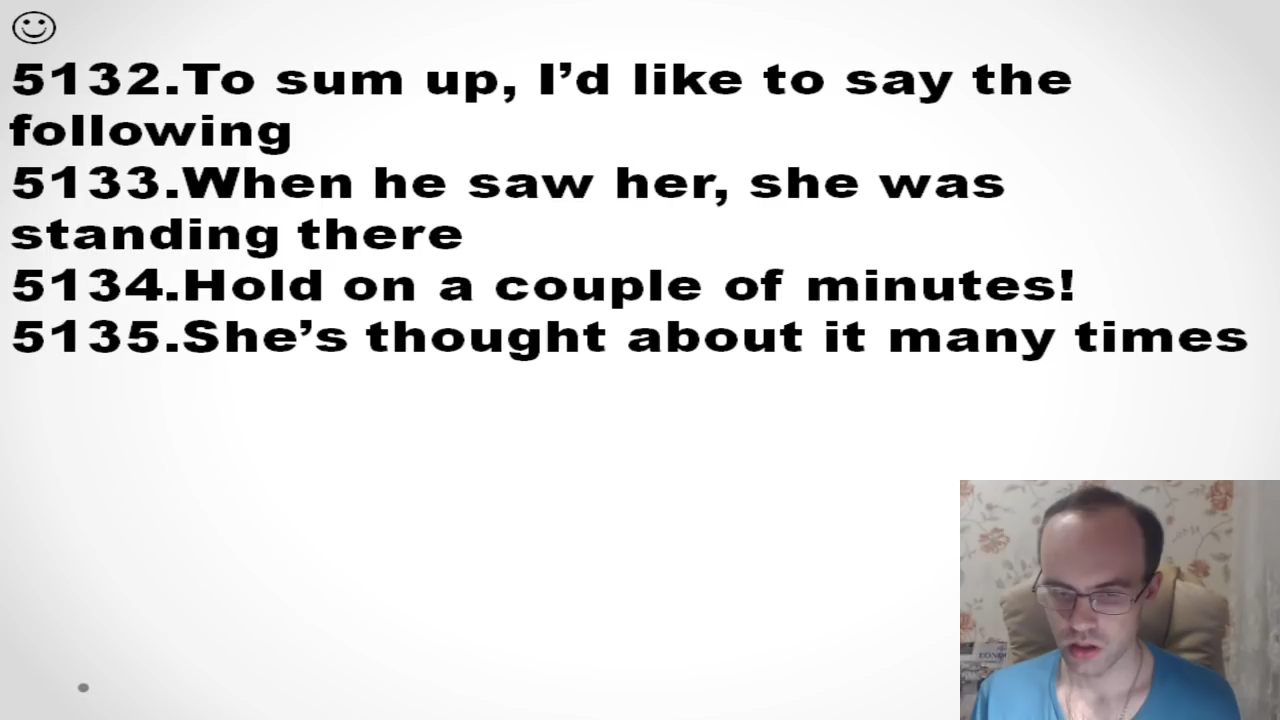 5132.To sum up, I’d like to say the
following
5133.When he saw her, she was
standing there
5134.Hold on a couple of minutes!
5135.She’s thought about it many times